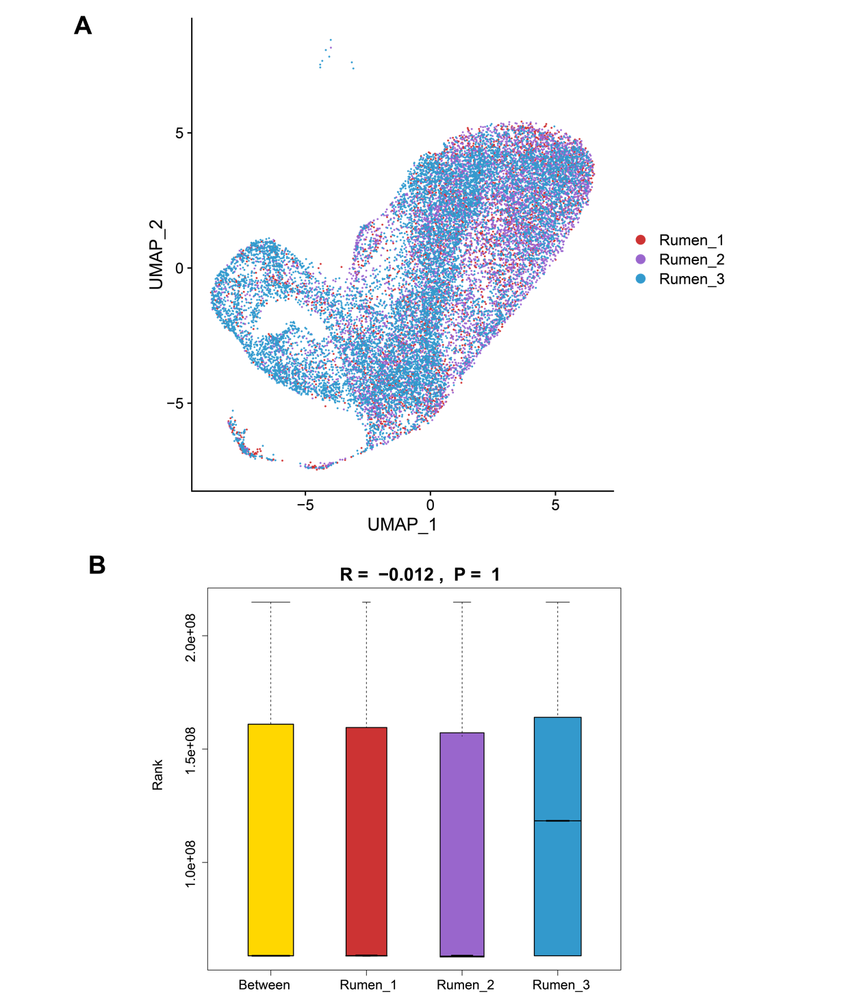 A
5
0
−5
UMAP_2
−5 0 5
UMAP_1
Rumen_1
Rumen_2
Rumen_3
B
R = −0.012 , P = 1
2.0e+08
1.5e+08
1.0e+08
Rank
Between Rumen_1 Rumen_2 Rumen_3